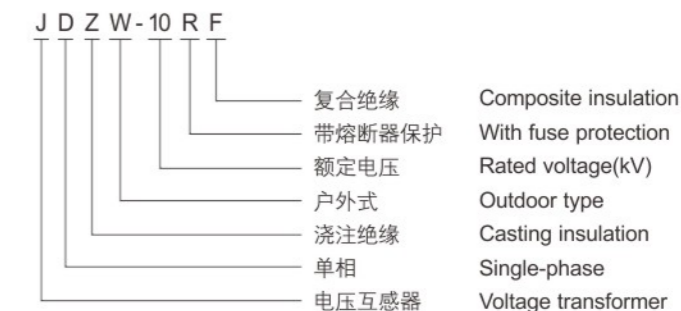 J D Z W - 10 R F
复合绝缘 Composite insulation
带熔断器保护 With fuse protection
额定电压 Rated voltage(kV)
户外式 Outdoor type
浇注绝缘 Casting insulation
单相 Single-phase
电压互感器 Voltage transformer